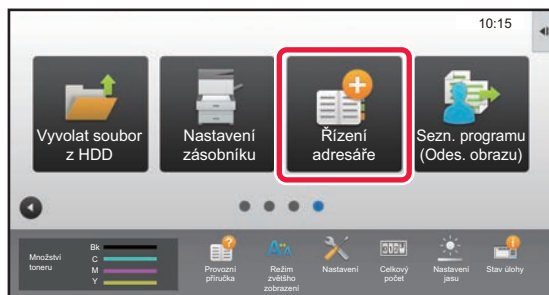 10:15
Vyvolat soubor
z HDD
Nastavení
zásobníku
Řízení
adresáře
Sezn. programu
(Odes. obrazu)
Množství
toneru
Bk
C
M
Y
Provozní
příručka
Režim
zvětšeného
zobrazení
Nastavení
Celkový
počet
Nastavení
jasu
Stav úlohy